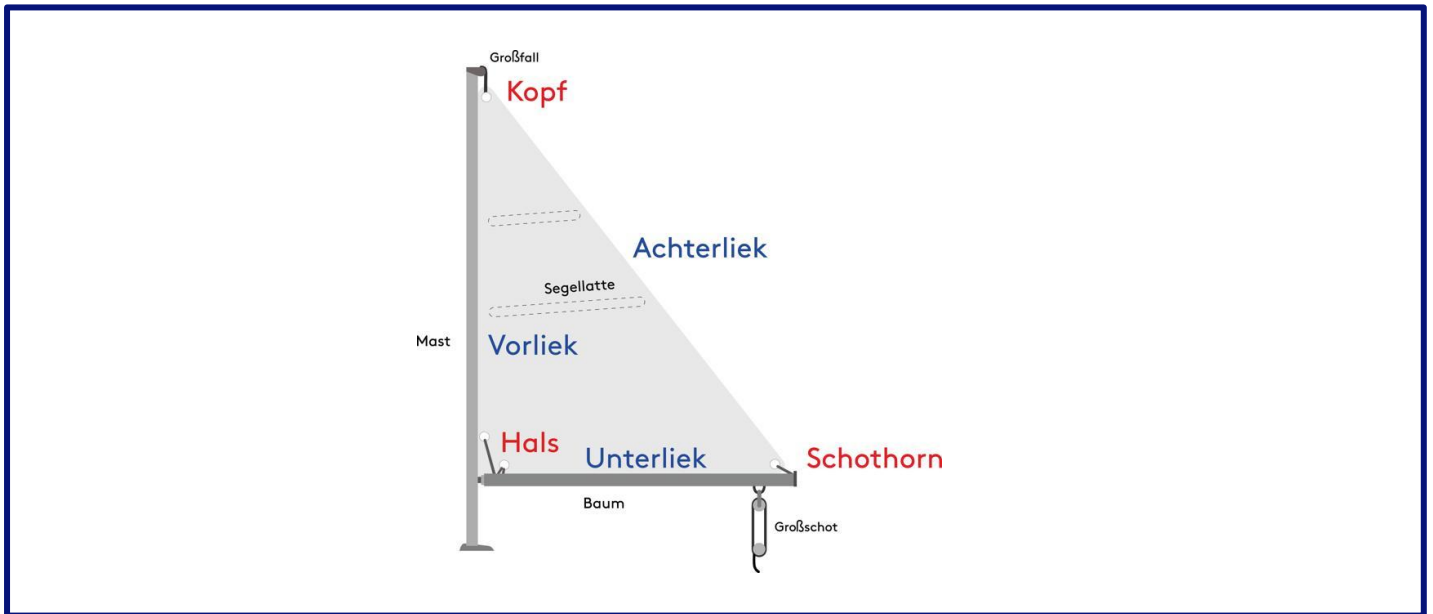 Großfall
Kopf
Achterliek
Segellatte
Mast
Vorliek
Hals
Unterliek
Schothorn
Baum
Großschot